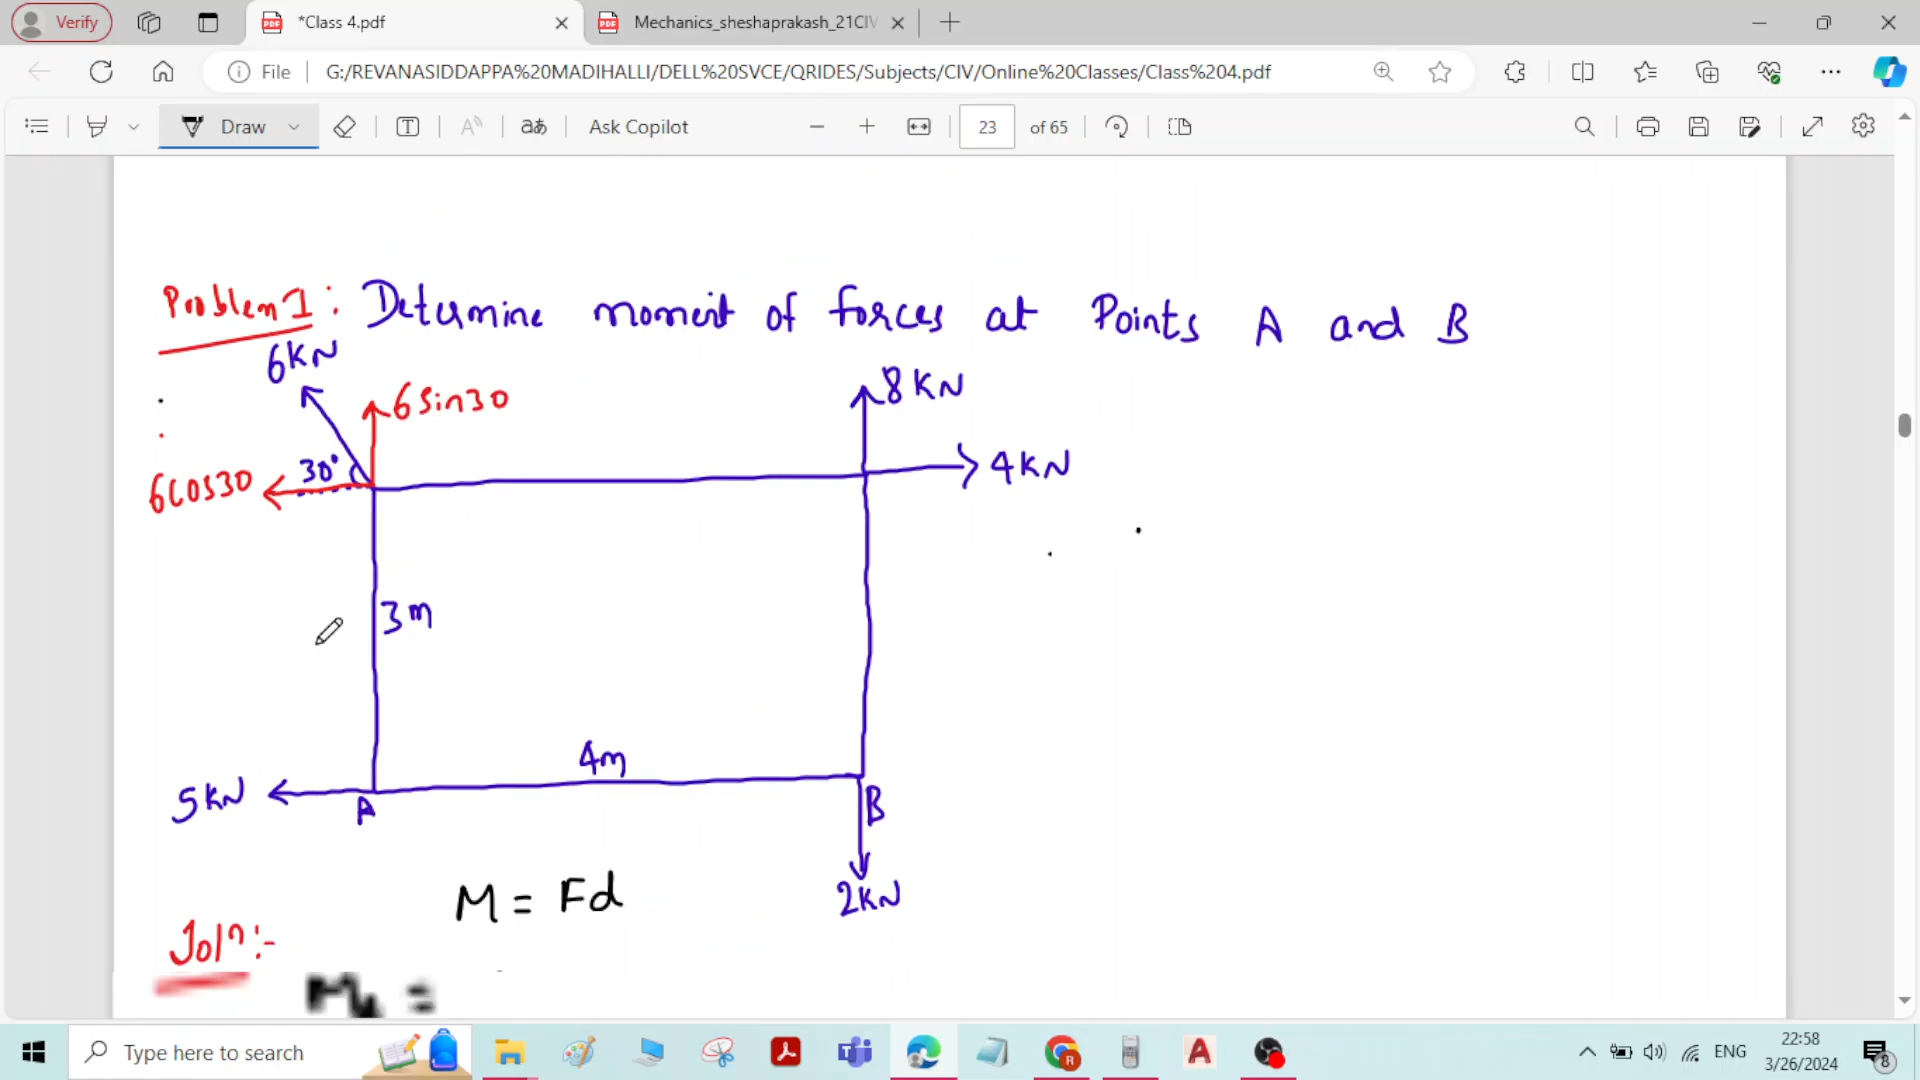 Verify
*Class 4.pdf
Mechanics_sheshaprakash_21CIV
File
G:/REVANASIDDAPPA%20MADIHALLI/DELL%20SVCE/QRIDES/Subjects/CIV/Online%20Classes/Class%204.pdf
Draw
Ask Copilot
23 of 65
Problem 1: Determine moment of forces at Points A and B
6KN
6sin30
8KN
6cos30
30°
4KN
3m
4m
5KN
A
B
M = Fd
2KN
Soln:-
MA =
Type here to search
ENG
22:58
3/26/2024
8